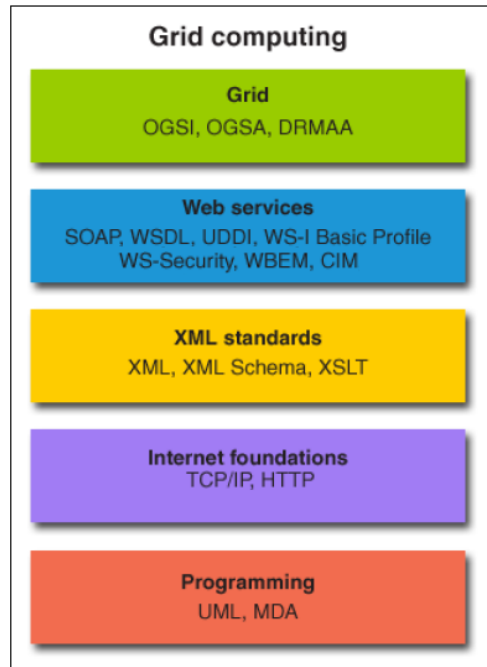 Grid computing
Grid
OGSI, OGSA, DRMAA
Web services
SOAP, WSDL, UDDI, WS-I Basic Profile
WS-Security, WBEM, CIM
XML standards
XML, XML Schema, XSLT
Internet foundations
TCP/IP, HTTP
Programming
UML, MDA